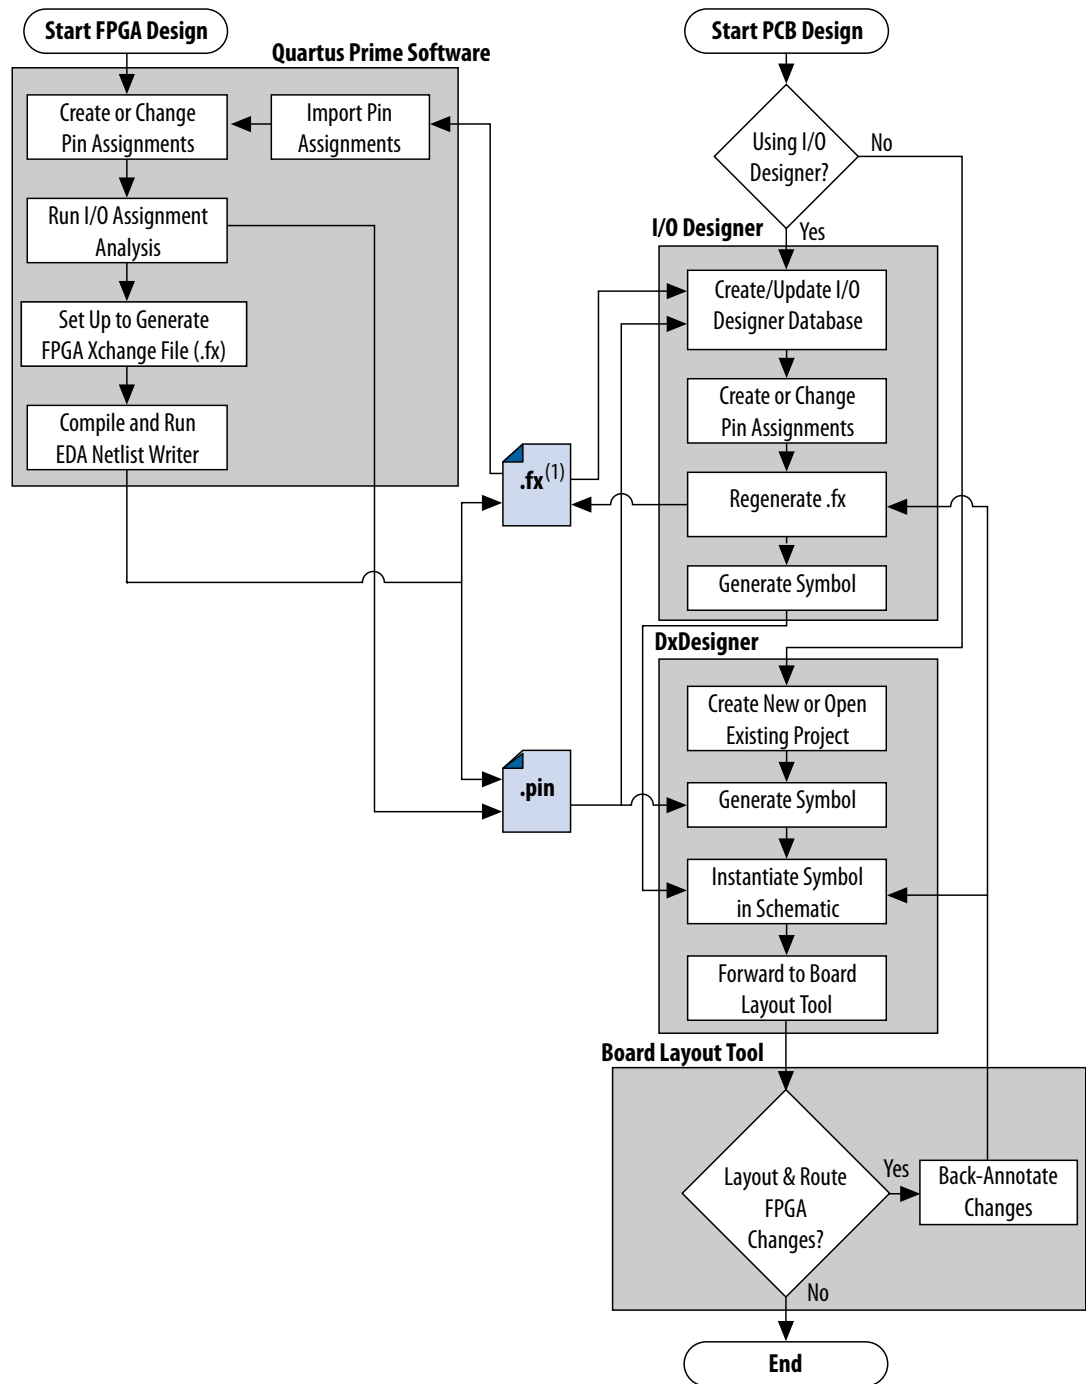 Start FPGA Design
Quartus Prime Software
Create or Change
Pin Assignments
Import Pin
Assignments
Run I/O Assignment
Analysis
Set Up to Generate
FPGA Xchange File (.fx)
Compile and Run
EDA Netlist Writer
.fx(1)
.pin
Start PCB Design
Using I/O
Designer?
No
Yes
I/O Designer
Create/Update I/O
Designer Database
Create or Change
Pin Assignments
Regenerate .fx
Generate Symbol
DxDesigner
Create New or Open
Existing Project
Generate Symbol
Instantiate Symbol
in Schematic
Forward to Board
Layout Tool
Board Layout Tool
Layout & Route
FPGA
Changes?
Yes
Back-Annotate
Changes
No
End